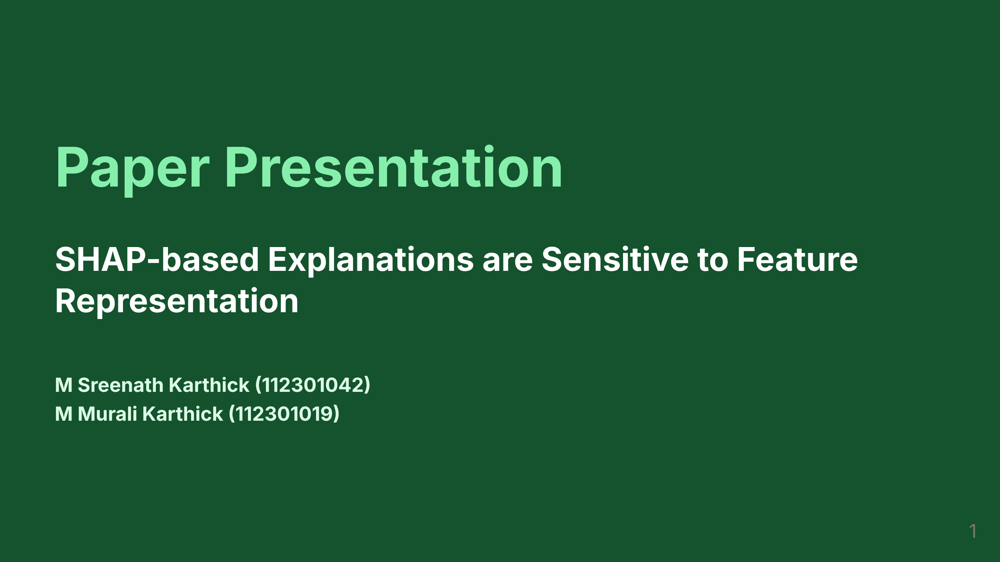 Paper Presentation
SHAP-based Explanations are Sensitive to Feature
Representation
M Sreenath Karthick (112301042)
M Murali Karthick (112301019)
1